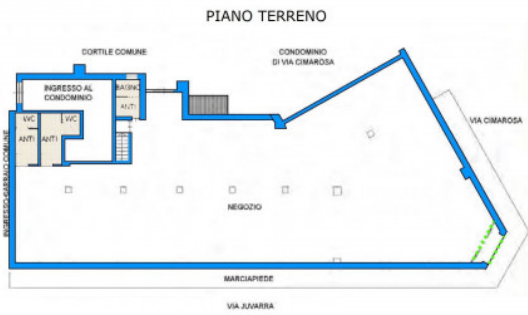 PIANO TERRENO
CORTILE COMUNE
CONDOMINIO
DI VIA CIMAROSA
INGRESSO AL
CONDOMINIO
BAGNO
ANTI
WC
WC
ANTI
ANTI
VIA CIMAROSA
INGRESSO CARRAIO COMUNE
NEGOZIO
MARCIAPIEDE
VIA JUVARRA